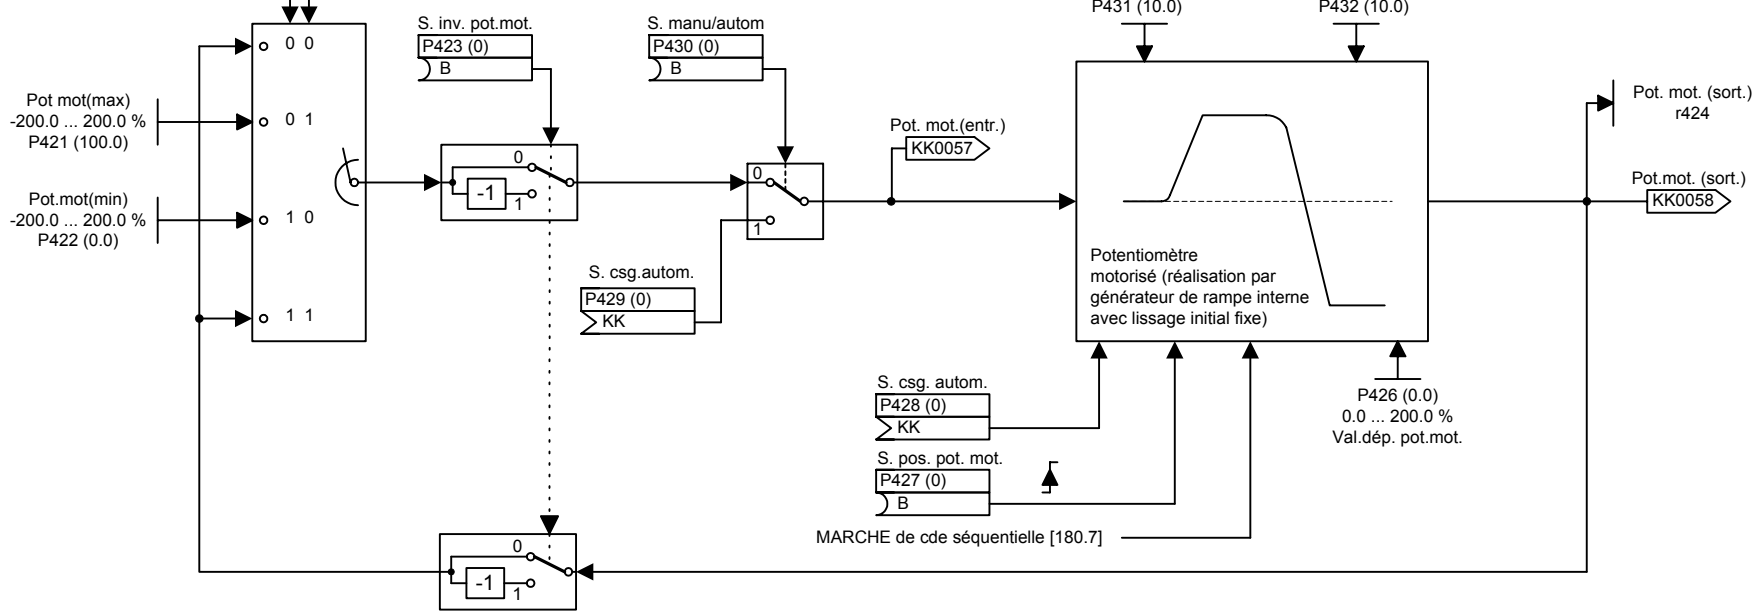 P431 (10.0)
P432 (10.0)
S. inv. pot.mot.
P423 (0)
B
S. manu/autom
P430 (0)
B
0 0
0 1
1 0
1 1
Pot mot(max)
-200.0 ... 200.0 %
P421 (100.0)
Pot.mot(min)
-200.0 ... 200.0 %
P422 (0.0)
0
-1
1
0
1
Pot. mot.(entr.)
KK0057
S. csg.autom.
P429 (0)
KK
Potentiomètre
motorisé (réalisation par
générateur de rampe interne
avec lissage initial fixe)
Pot. mot. (sort.)
r424
Pot.mot. (sort.)
KK0058
S. csg. autom.
P428 (0)
KK
S. pos. pot. mot.
P427 (0)
B
MARCHE de cde séquentielle [180.7]
P426 (0.0)
0.0 ... 200.0 %
Val.dép. pot.mot.
0
-1
1